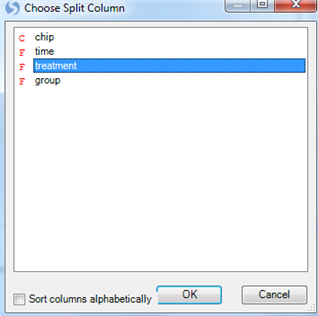 Choose Split Column
C chip
F time
F treatment
F group
Sort columns alphabetically
OK
Cancel